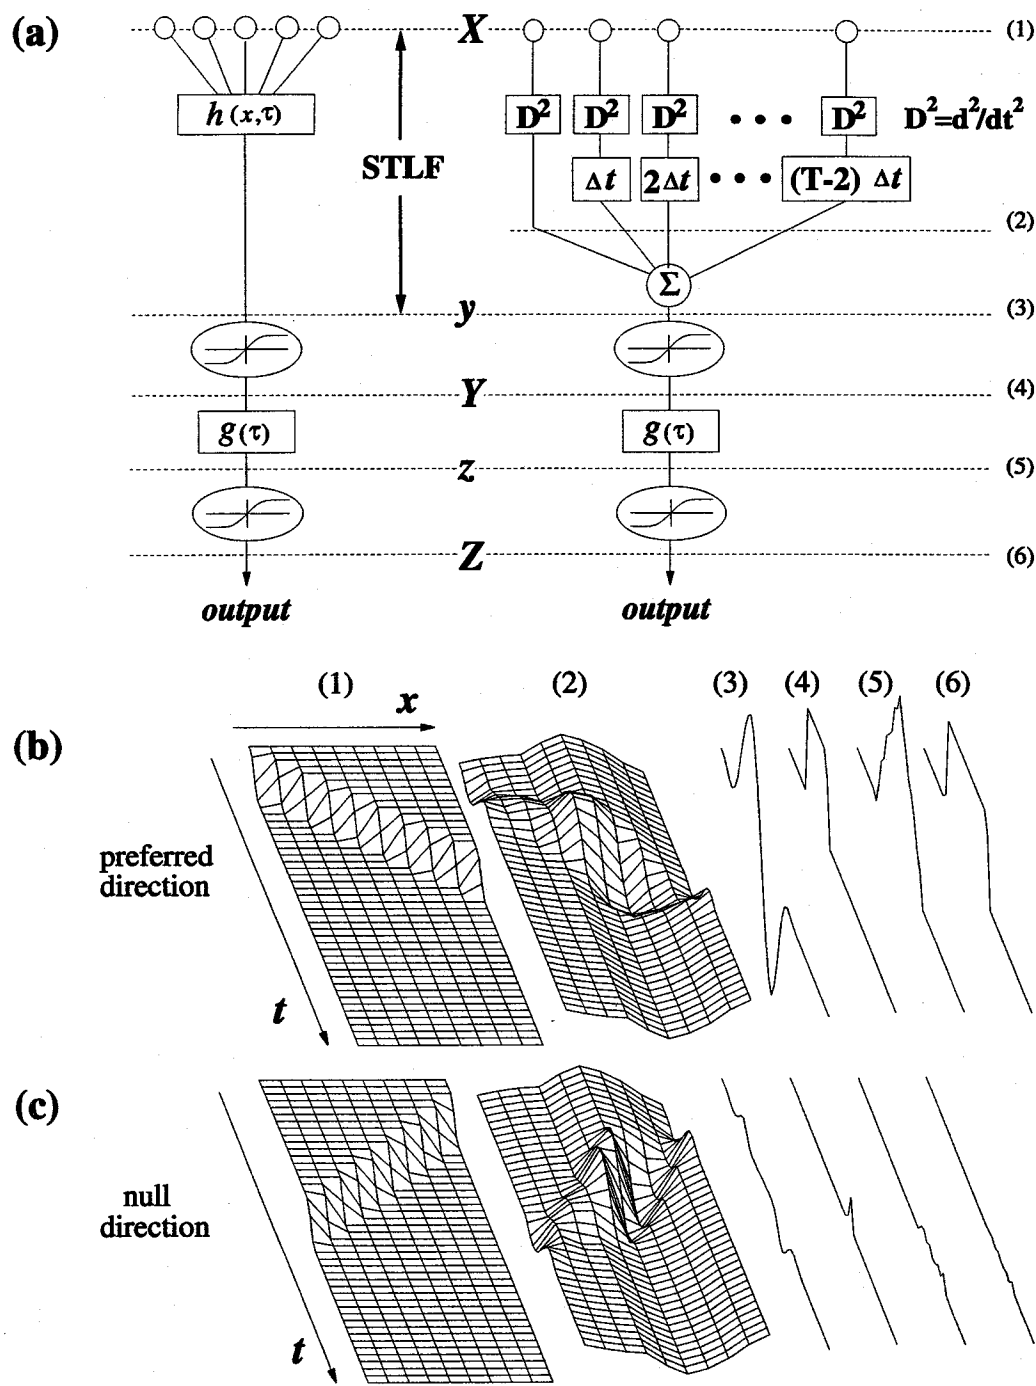 (a)
X
(1)
h (x,τ)
D² D² D² • • • D² D²=d²/dt²
STLF
Δt 2Δt • • • (T-2) Δt
(2)
Σ
y
(3)
Y
(4)
g(τ) g(τ)
z
(5)
Z
(6)
output output
(1) (2) (3) (4) (5) (6)
x
(b)
preferred
direction
t
(c)
null
direction
t